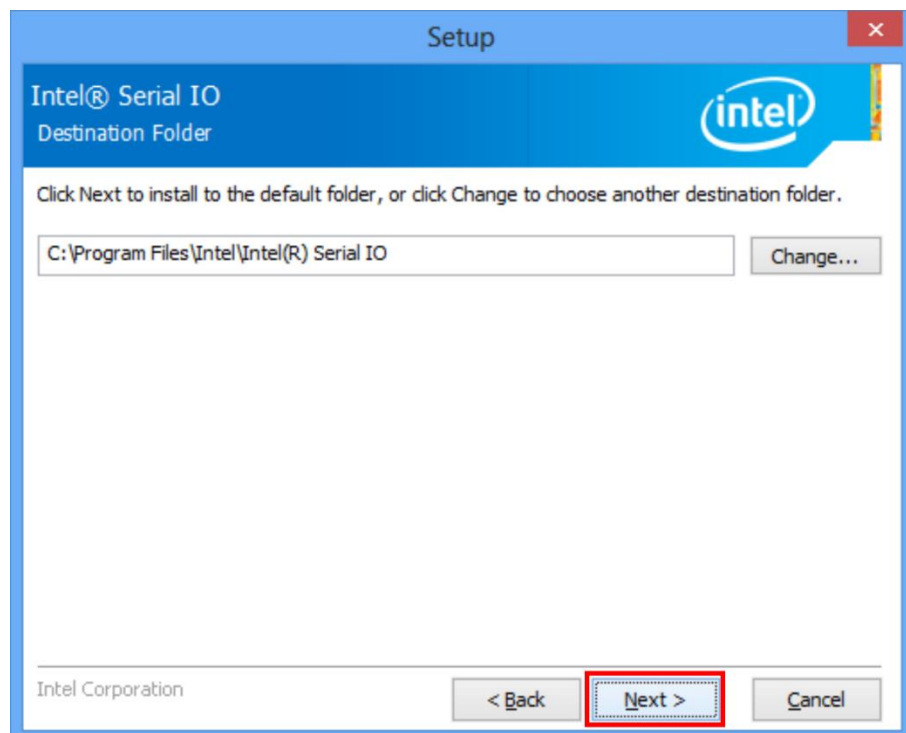 Setup
Intel® Serial IO
Destination Folder
intel
Click Next to install to the default folder, or click Change to choose another destination folder.
C:\Program Files\Intel\Intel(R) Serial IO
Change...
Intel Corporation
< Back
Next >
Cancel